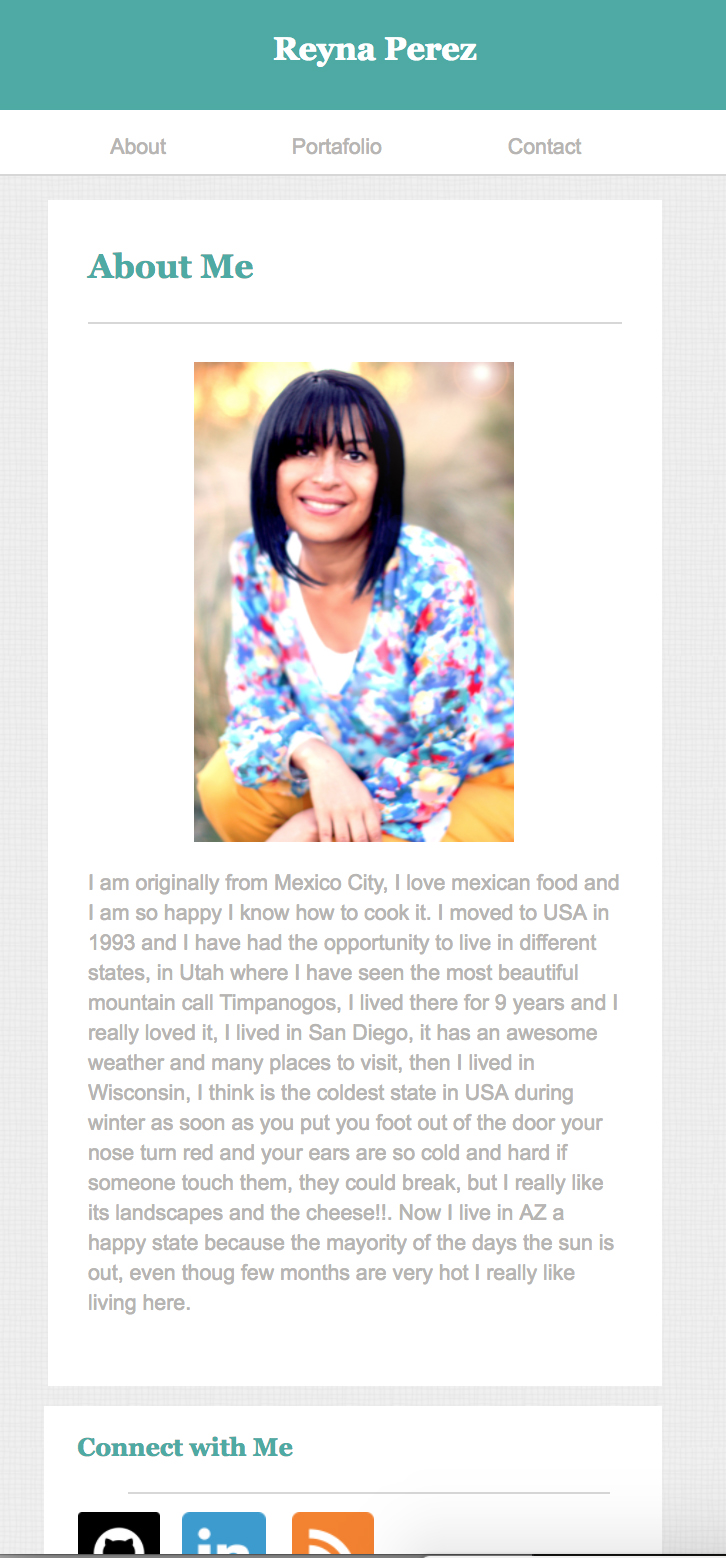 Reyna Perez
About
Portafolio
Contact
About Me
I am originally from Mexico City, I love mexican food and
I am so happy I know how to cook it. I moved to USA in
1993 and I have had the opportunity to live in different
states, in Utah where I have seen the most beautiful
mountain call Timpanogos, I lived there for 9 years and I
really loved it, I lived in San Diego, it has an awesome
weather and many places to visit, then I lived in
Wisconsin, I think is the coldest state in USA during
winter as soon as you put you foot out of the door your
nose turn red and your ears are so cold and hard if
someone touch them, they could break, but I really like
its landscapes and the cheese!!. Now I live in AZ a
happy state because the mayority of the days the sun is
out, even thoug few months are very hot I really like
living here.
Connect with Me
in